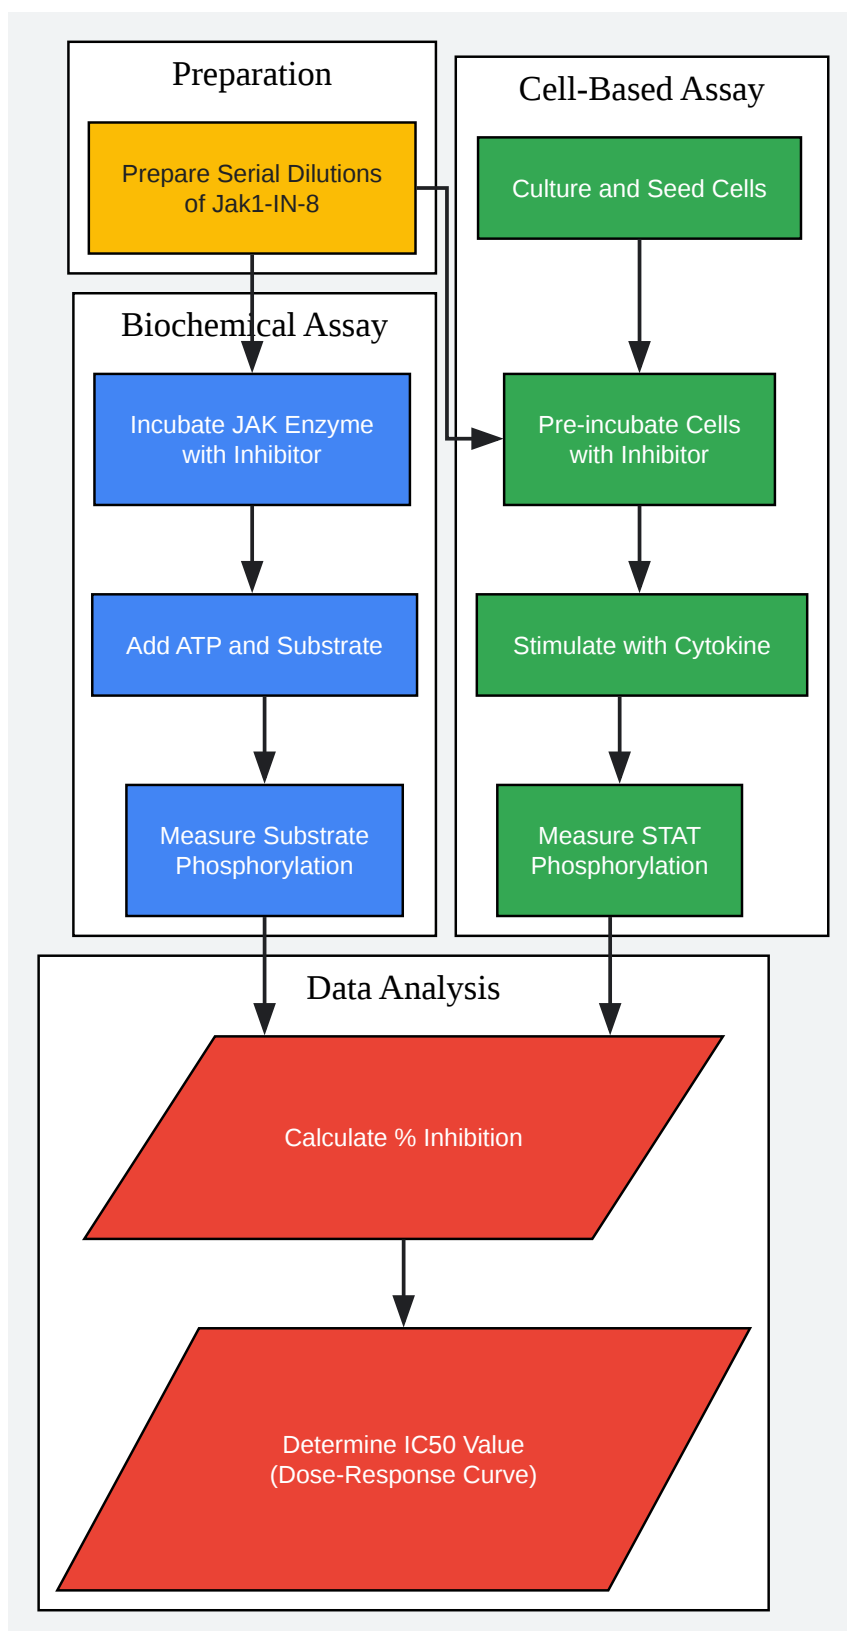 Preparation
Prepare Serial Dilutions
of Jak1-IN-8
Biochemical Assay
Incubate JAK Enzyme
with Inhibitor
Add ATP and Substrate
Measure Substrate
Phosphorylation
Cell-Based Assay
Culture and Seed Cells
Pre-incubate Cells
with Inhibitor
Stimulate with Cytokine
Measure STAT
Phosphorylation
Data Analysis
Calculate % Inhibition
Determine IC50 Value
(Dose-Response Curve)